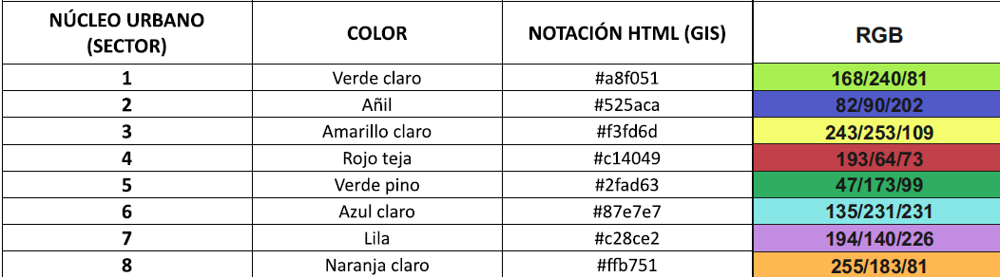 NÚCLEO URBANO (SECTOR) COLOR NOTACIÓN HTML (GIS) RGB
1 Verde claro #a8f051 168/240/81
2 Añil #525aca 82/90/202
3 Amarillo claro #f3fd6d 243/253/109
4 Rojo teja #c14049 193/64/73
5 Verde pino #2fad63 47/173/99
6 Azul claro #87e7e7 135/231/231
7 Lila #c28ce2 194/140/226
8 Naranja claro #ffb751 255/183/81